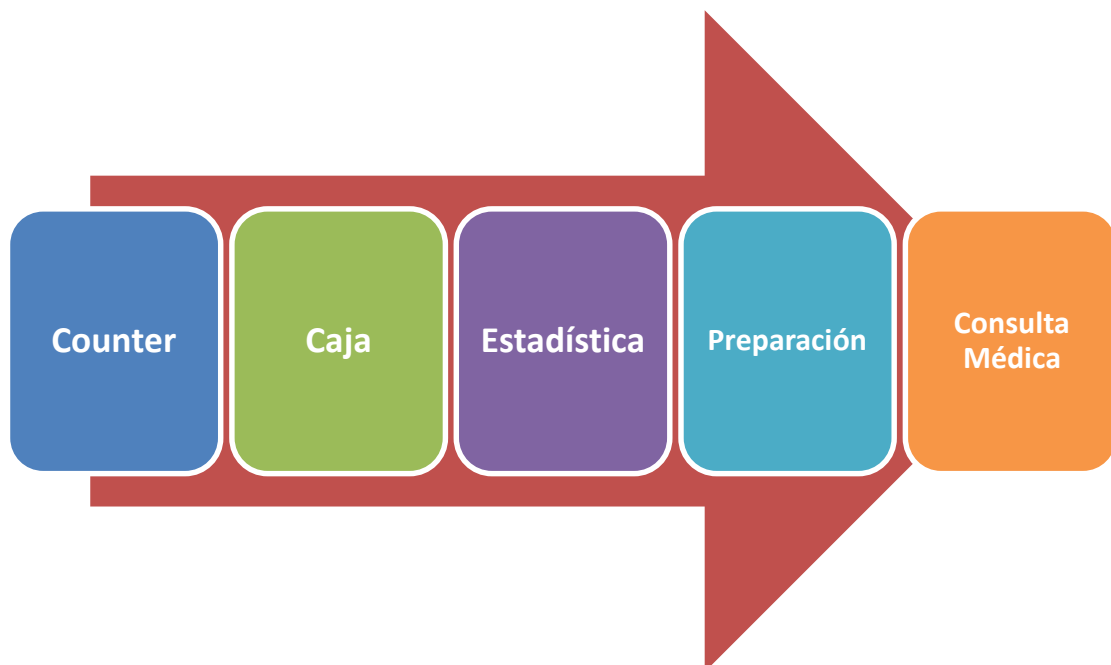 Counter
Caja
Estadística
Preparación
Consulta
Médica